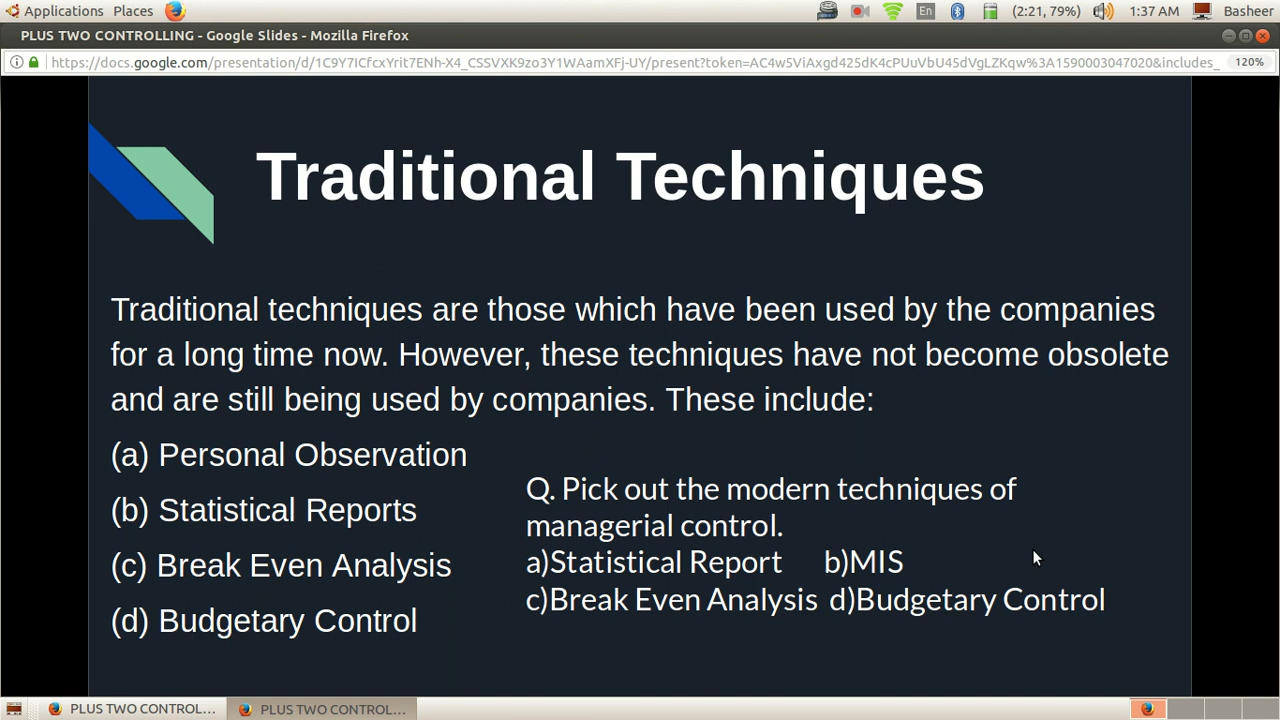 Applications Places En (2:21, 79%) 1:37 AM Basheer
PLUS TWO CONTROLLING - Google Slides - Mozilla Firefox
https://docs.google.com/presentation/d/1C9Y7ICfcxYrit7ENh-X4_CSSVXK9zo3Y1WAamXFj-UY/present?token=AC4w5ViAxgd425dK4cPUuVbU45dVgLZKqw%3A1590003047020&includes_ 120%
Traditional Techniques
Traditional techniques are those which have been used by the companies
for a long time now. However, these techniques have not become obsolete
and are still being used by companies. These include:
(a) Personal Observation
(b) Statistical Reports
(c) Break Even Analysis
(d) Budgetary Control
Q. Pick out the modern techniques of
managerial control.
a)Statistical Report b)MIS
c)Break Even Analysis d)Budgetary Control
PLUS TWO CONTROL... PLUS TWO CONTROL...